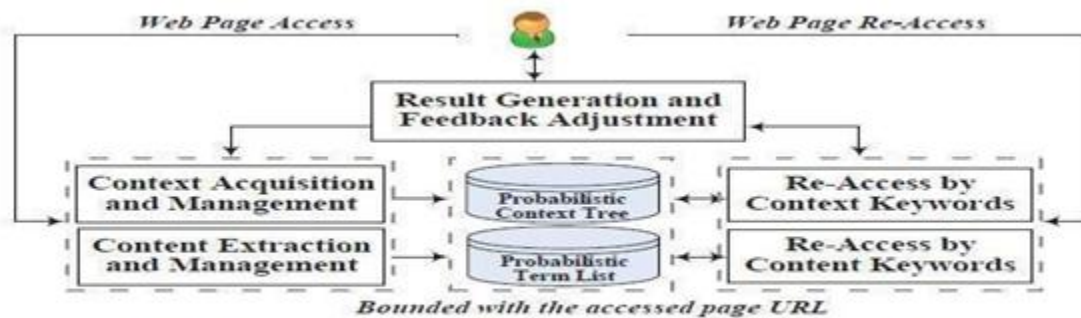 Web Page Access
Web Page Re-Access
Result Generation and
Feedback Adjustment
Context Acquisition
and Management
Probabilistic
Context Tree
Re-Access by
Context Keywords
Content Extraction
and Management
Probabilistic
Term List
Re-Access by
Content Keywords
Bounded with the accessed page URL